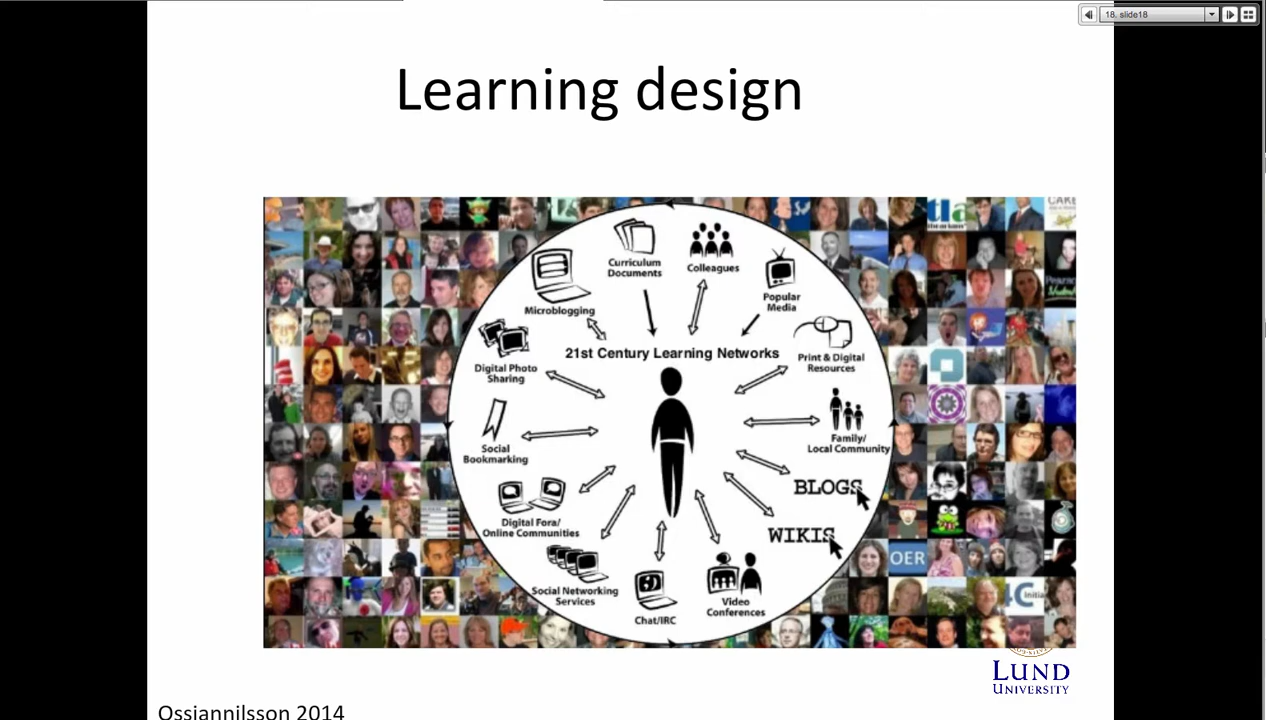 18. slide18
Learning design
Curriculum
Documents
Colleagues
Microblogging
Popular
Media
21st Century Learning Networks
Digital Photo
Sharing
Print & Digital
Resources
Social
Bookmarking
Family/
Local Community
BLOGS
WIKIS
Digital Fora/
Online Communities
Social Networking
Services
Chat/IRC
Video
Conferences
OER
LUND
UNIVERSITY
Ossiannilsson 2014